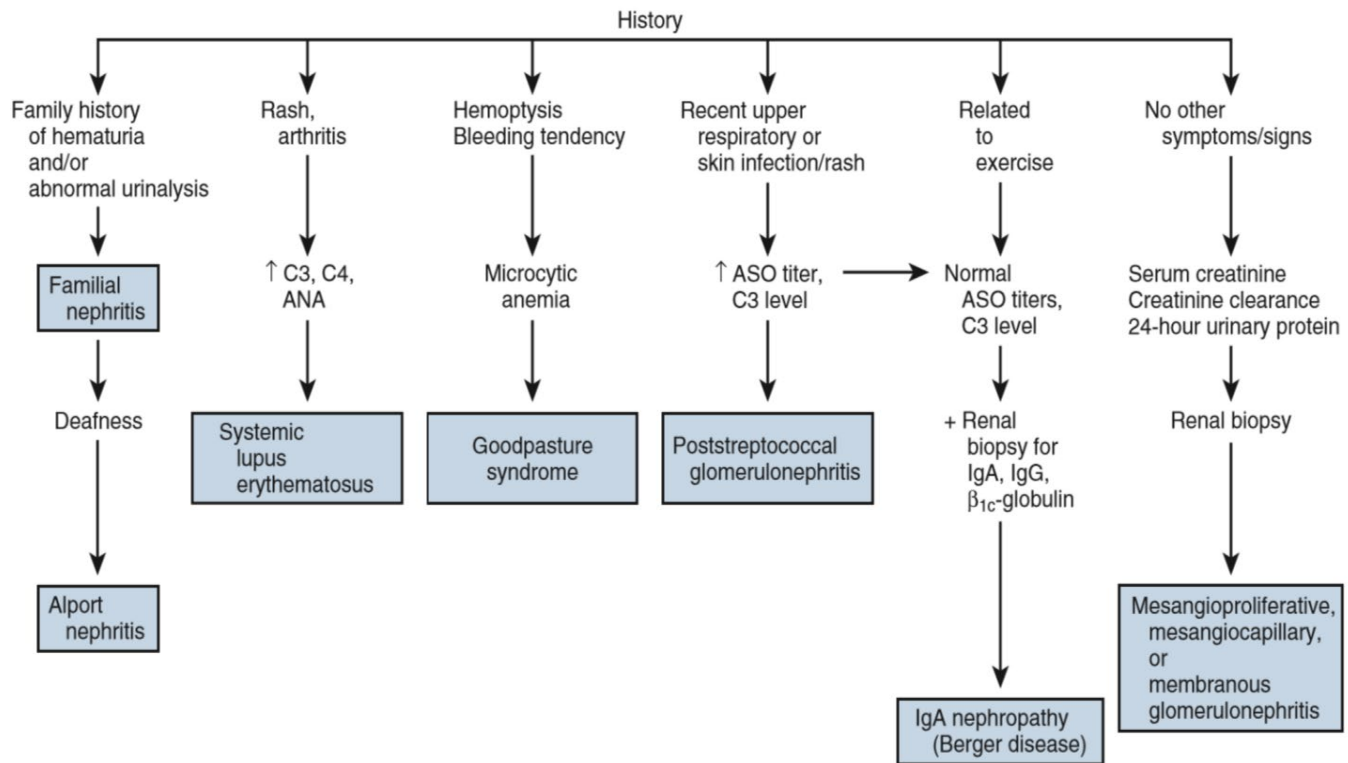 History
Family history
of hematuria
and/or
abnormal urinalysis
Familial
nephritis
Deafness
Alport
nephritis
Rash,
arthritis
↑ C3, C4,
ANA
Systemic
lupus
erythematosus
Hemoptysis
Bleeding tendency
Microcytic
anemia
Goodpasture
syndrome
Recent upper
respiratory or
skin infection/rash
↑ ASO titer,
C3 level
Poststreptococcal
glomerulonephritis
Related
to
exercise
Normal
ASO titers,
C3 level
+ Renal
biopsy for
IgA, IgG,
β1c-globulin
IgA nephropathy
(Berger disease)
No other
symptoms/signs
Serum creatinine
Creatinine clearance
24-hour urinary protein
Renal biopsy
Mesangioproliferative,
mesangiocapillary,
or
membranous
glomerulonephritis